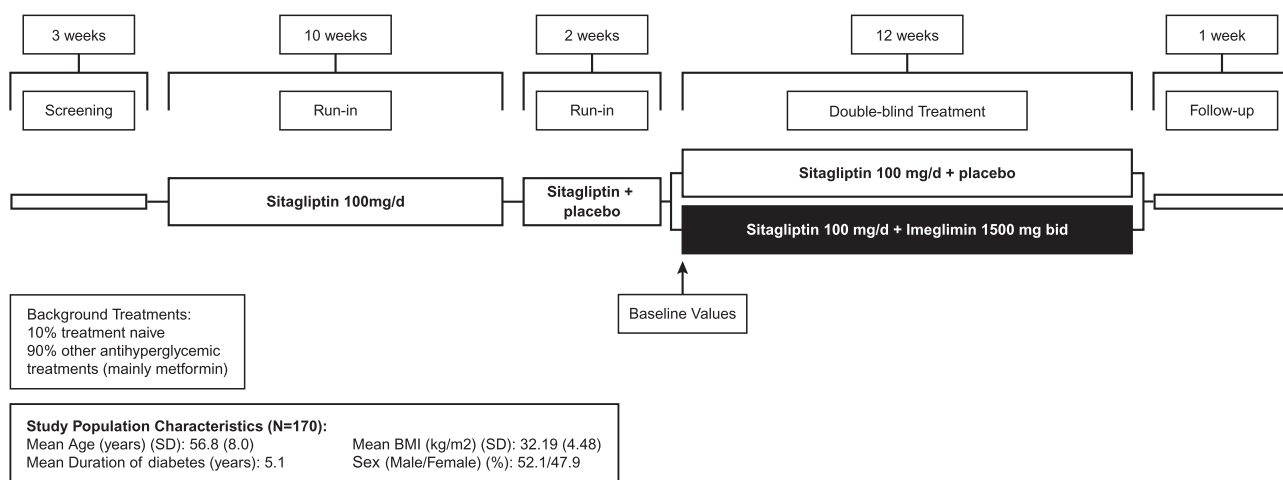 3 weeks
10 weeks
2 weeks
12 weeks
1 week
Screening
Run-in
Run-in
Double-blind Treatment
Follow-up
Sitagliptin 100mg/d
Sitagliptin +
placebo
Sitagliptin 100 mg/d + placebo
Sitagliptin 100 mg/d + Imeglimin 1500 mg bid
Baseline Values
Background Treatments:
10% treatment naive
90% other antihyperglycemic
treatments (mainly metformin)
Study Population Characteristics (N=170):
Mean Age (years) (SD): 56.8 (8.0)
Mean BMI (kg/m2) (SD): 32.19 (4.48)
Mean Duration of diabetes (years): 5.1
Sex (Male/Female) (%): 52.1/47.9